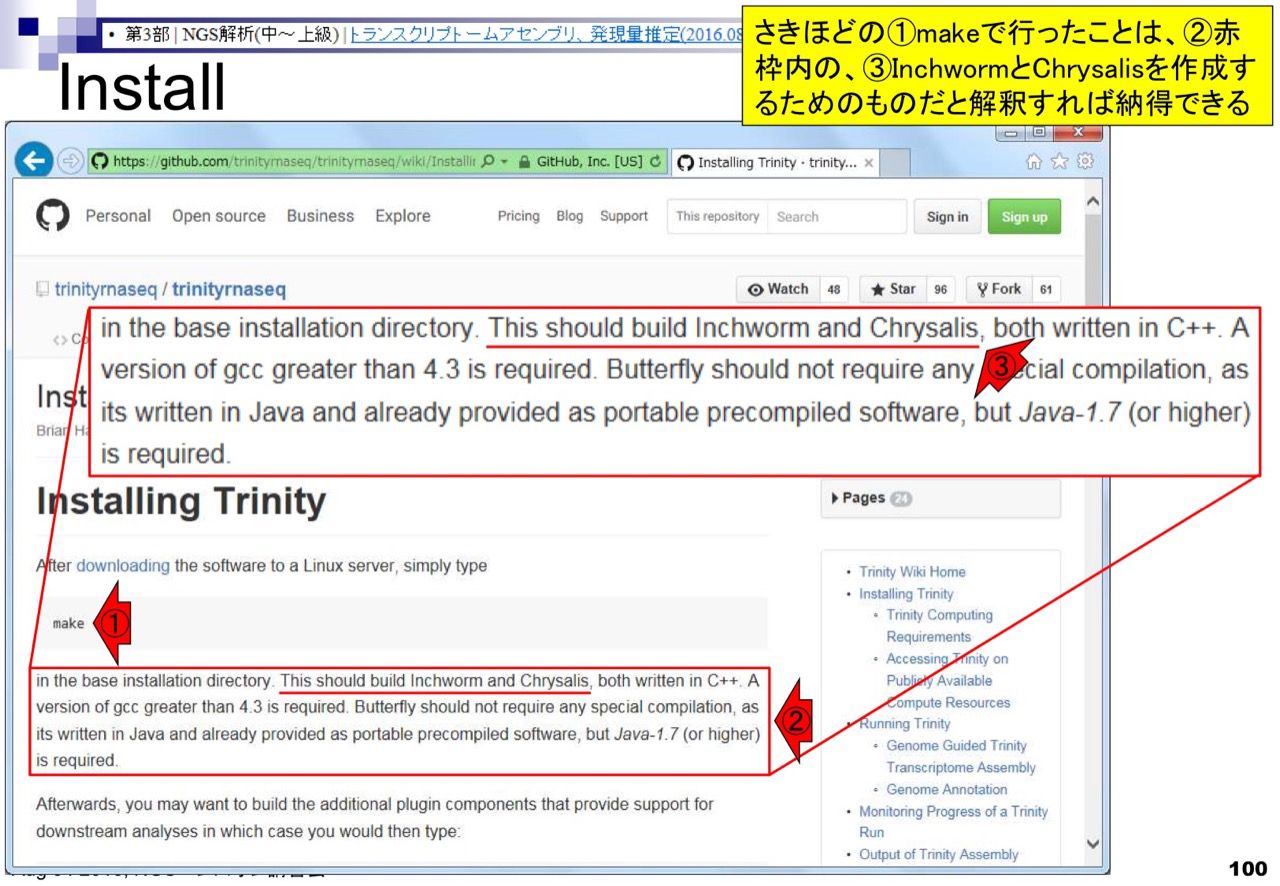 • 第3部 | NGS解析(中～上級) | トランスクリプトームアセンブリ、発現量推定(2016.08
さきほどの①makeで行ったことは、②赤
枠内の、③InchwormとChrysalisを作成す
るためのものだと解釈すれば納得できる
Install
https://github.com/trinityrnaseq/trinityrnaseq/wiki/Installin
GitHub, Inc. [US]
Installing Trinity · trinity...
Personal Open source Business Explore Pricing Blog Support This repository Search Sign in Sign up
trinityrnaseq / trinityrnaseq
Watch 48 Star 96 Fork 61
in the base installation directory. This should build Inchworm and Chrysalis, both written in C++. A
version of gcc greater than 4.3 is required. Butterfly should not require any ③ecial compilation, as
its written in Java and already provided as portable precompiled software, but Java-1.7 (or higher)
is required.
Inst
Brian Ha
Installing Trinity
Pages 24
After downloading the software to a Linux server, simply type
make ①
in the base installation directory. This should build Inchworm and Chrysalis, both written in C++. A
version of gcc greater than 4.3 is required. Butterfly should not require any special compilation, as
its written in Java and already provided as portable precompiled software, but Java-1.7 (or higher)
is required.
②
Afterwards, you may want to build the additional plugin components that provide support for
downstream analyses in which case you would then type:
• Trinity Wiki Home
• Installing Trinity
• Trinity Computing
Requirements
• Accessing Trinity on
Publicly Available
Compute Resources
• Running Trinity
• Genome Guided Trinity
Transcriptome Assembly
• Genome Annotation
• Monitoring Progress of a Trinity
Run
• Output of Trinity Assembly
100